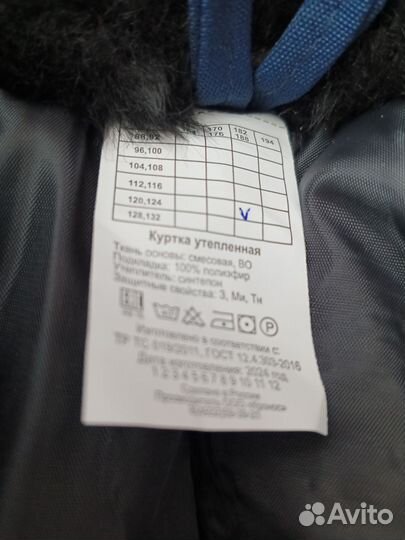 170 182
88,92 176 188 194
96,100
104,108
112,116
120,124
128,132 V
Куртка утепленная
Ткань основы: смесовая, ВО
Подкладка: 100% полиэфир
Утеплитель: синтепон
Защитные свойства: З, Ми, Тн
Изготовлено в соответствии с:
ТР ТС 019/2011, ГОСТ 12.4.303-2016
Дата изготовления: 2024 год
1 2 3 4 5 6 7 8 9 10 11 12
Сделано в России
Avito